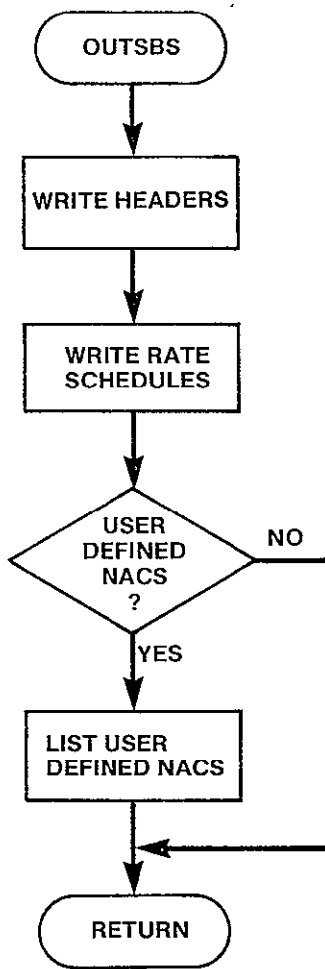 OUTSBS
WRITE HEADERS
WRITE RATE
SCHEDULES
USER
DEFINED
NACS
?
NO
YES
LIST USER
DEFINED NACS
RETURN